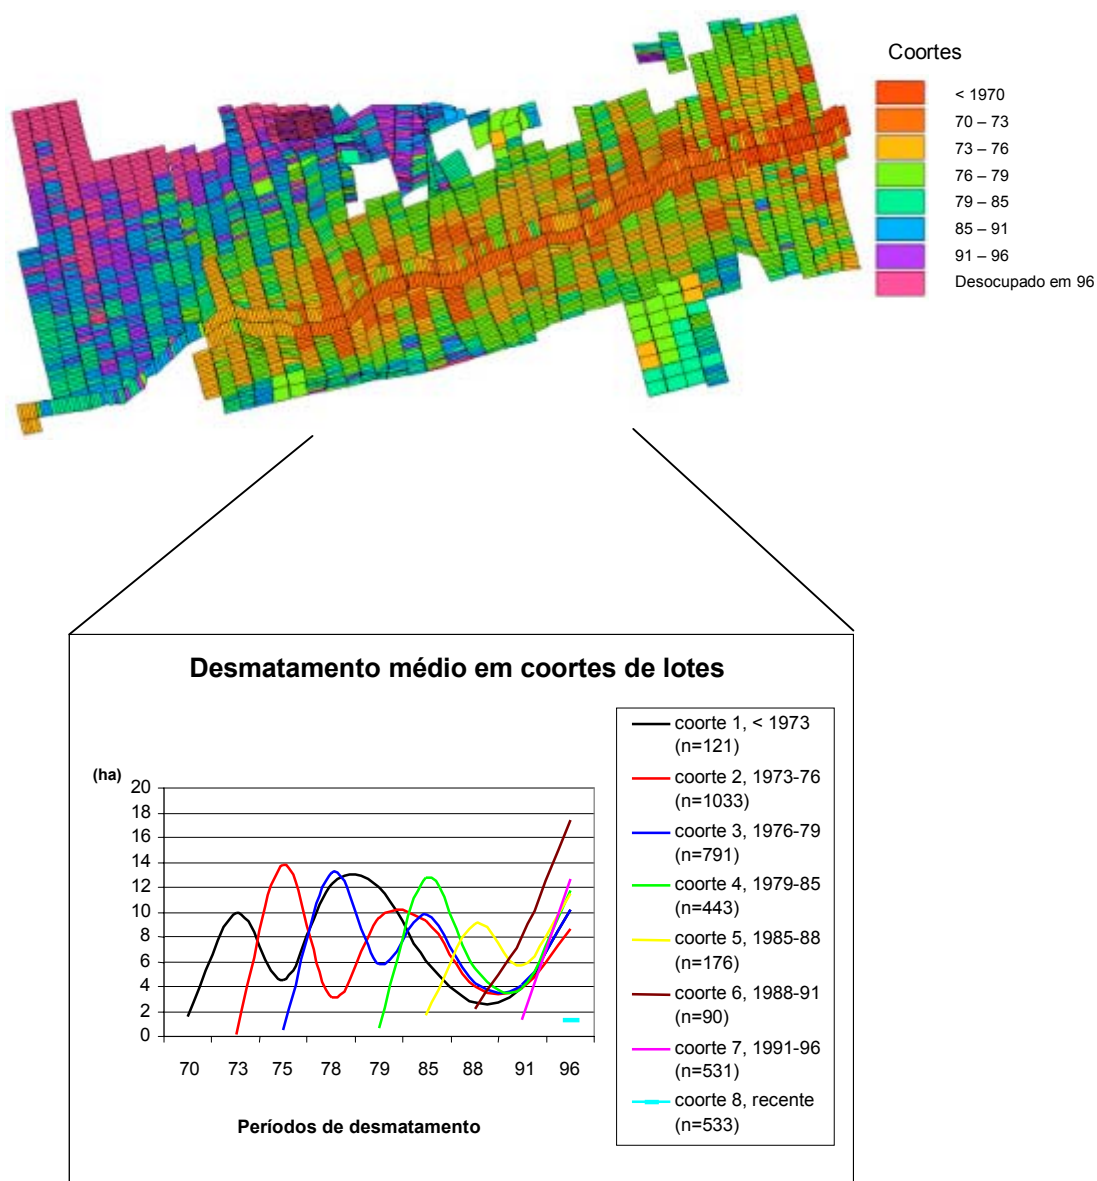 Coortes
< 1970
70 – 73
73 – 76
76 – 79
79 – 85
85 – 91
91 – 96
Desocupado em 96
Desmatamento médio em coortes de lotes
(ha)
20
18
16
14
12
10
8
6
4
2
0
70 73 75 78 79 85 88 91 96
Períodos de desmatamento
coorte 1, < 1973
(n=121)
coorte 2, 1973-76
(n=1033)
coorte 3, 1976-79
(n=791)
coorte 4, 1979-85
(n=443)
coorte 5, 1985-88
(n=176)
coorte 6, 1988-91
(n=90)
coorte 7, 1991-96
(n=531)
coorte 8, recente
(n=533)